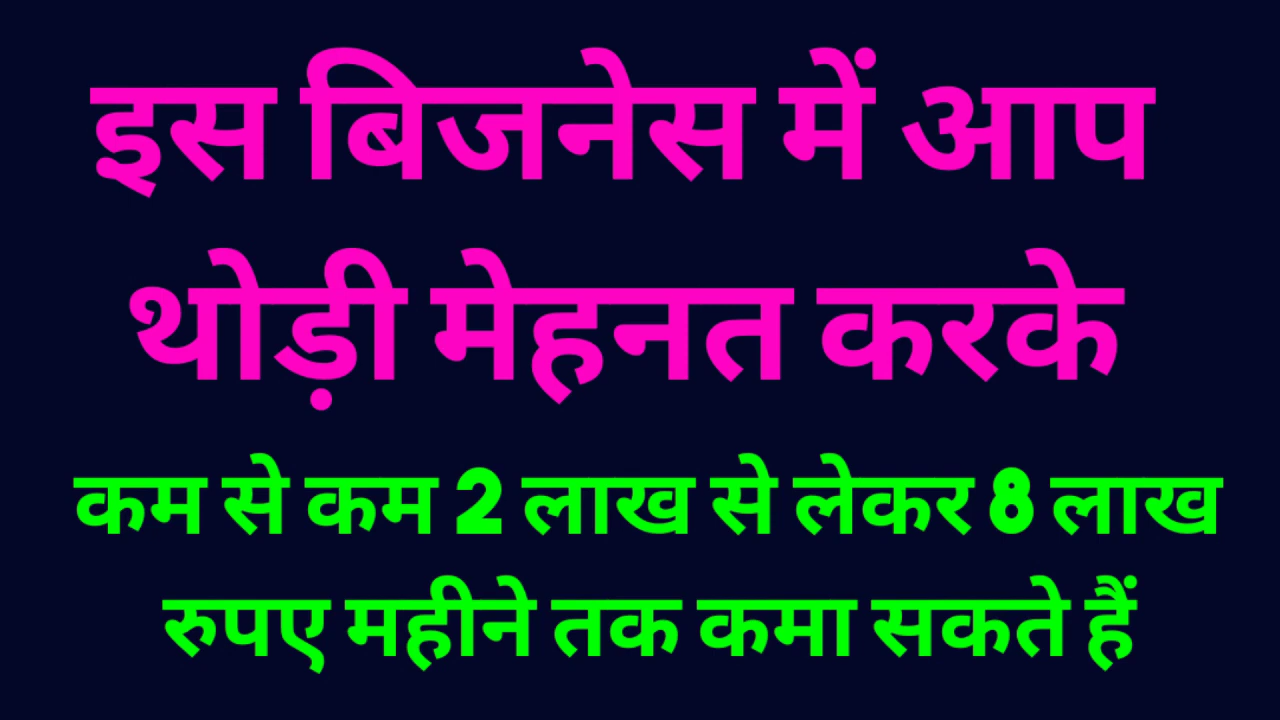 इस बिजनेस में आप
थोड़ी मेहनत करके
कम से कम 2 लाख से लेकर 8 लाख
रुपए महीने तक कमा सकते हैं